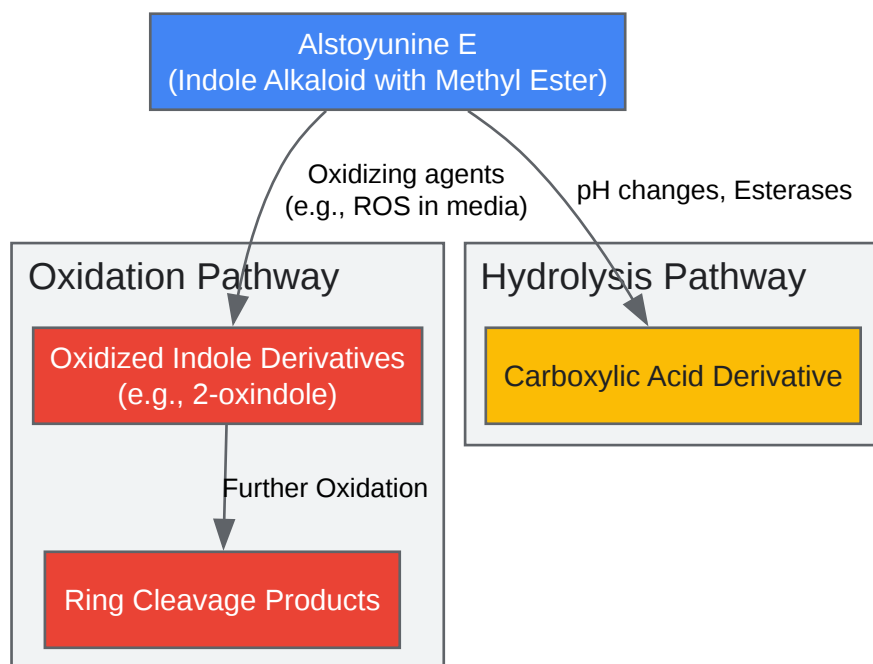 Alstoyunine E
(Indole Alkaloid with Methyl Ester)
Oxidizing agents
(e.g., ROS in media)
pH changes, Esterases
Oxidation Pathway
Hydrolysis Pathway
Oxidized Indole Derivatives
(e.g., 2-oxindole)
Carboxylic Acid Derivative
Further Oxidation
Ring Cleavage Products